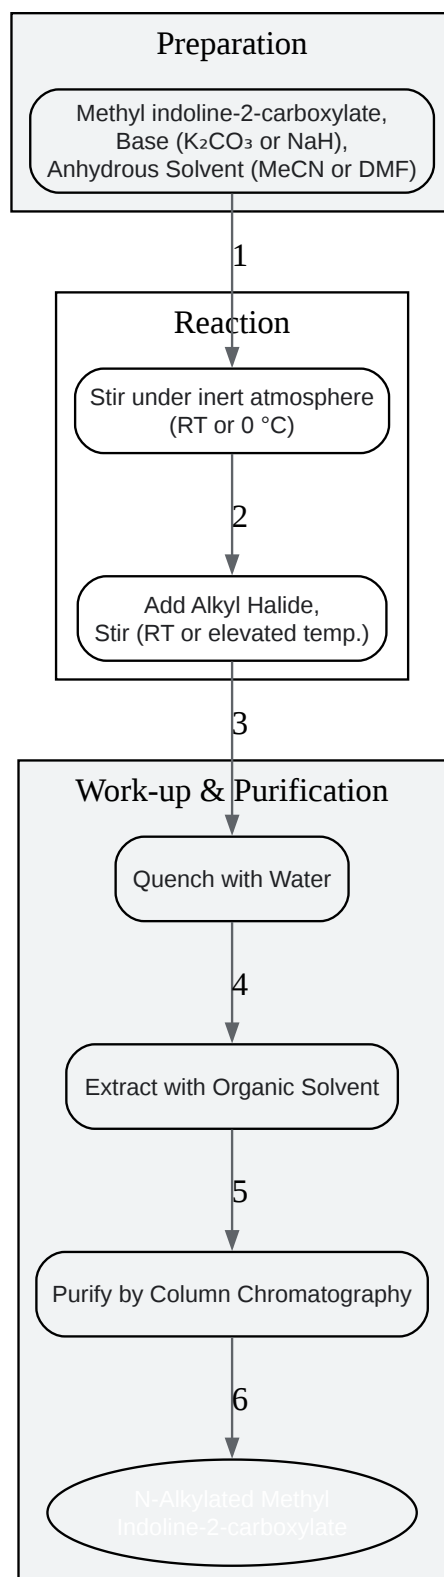 Preparation
Methyl indoline-2-carboxylate,
Base (K₂CO₃ or NaH),
Anhydrous Solvent (MeCN or DMF)
1
Reaction
Stir under inert atmosphere
(RT or 0 °C)
2
Add Alkyl Halide,
Stir (RT or elevated temp.)
3
Work-up & Purification
Quench with Water
4
Extract with Organic Solvent
5
Purify by Column Chromatography
6
N-Alkylated Methyl
Indoline-2-carboxylate